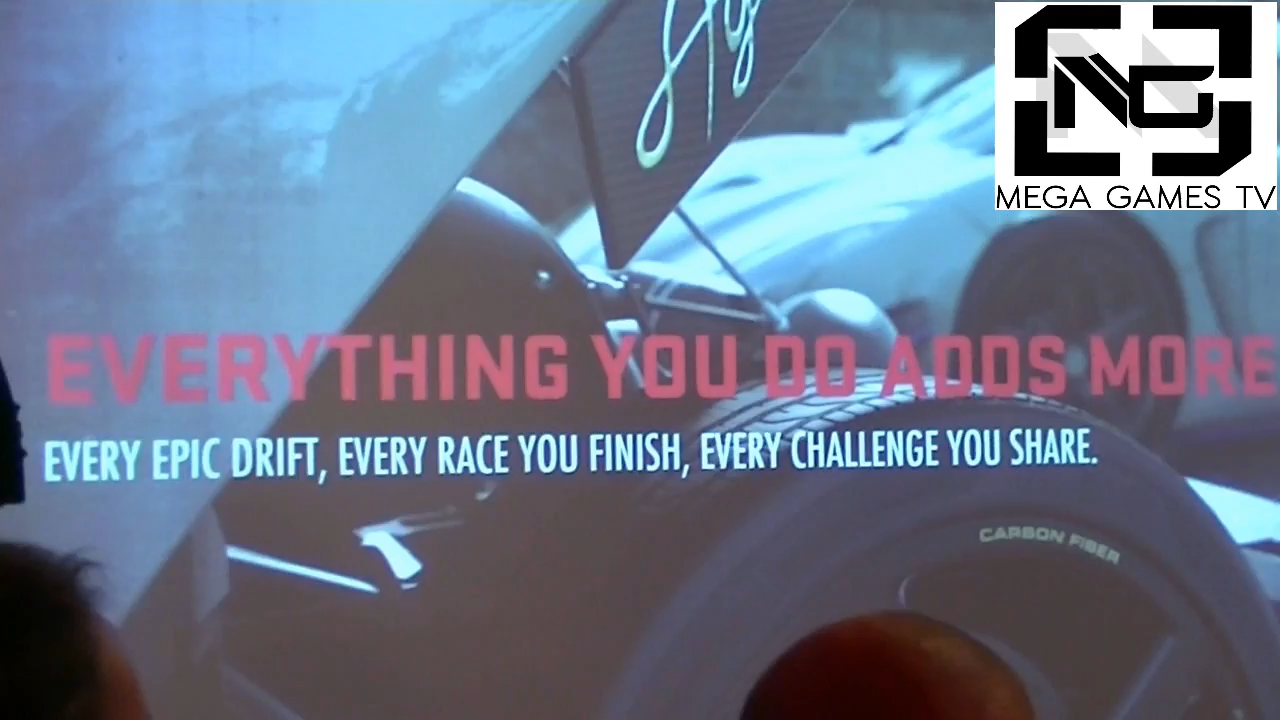 NG
MEGA GAMES TV
EVERYTHING YOU DO ADDS MORE
EVERY EPIC DRIFT, EVERY RACE YOU FINISH, EVERY CHALLENGE YOU SHARE.
CARBON FIBER